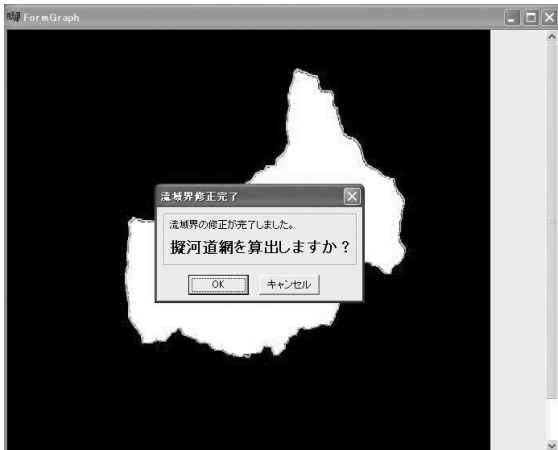 FormGraph
流域界修正完了
流域界の修正が完了しました。
擬河道網を算出しますか？
OK
キャンセル